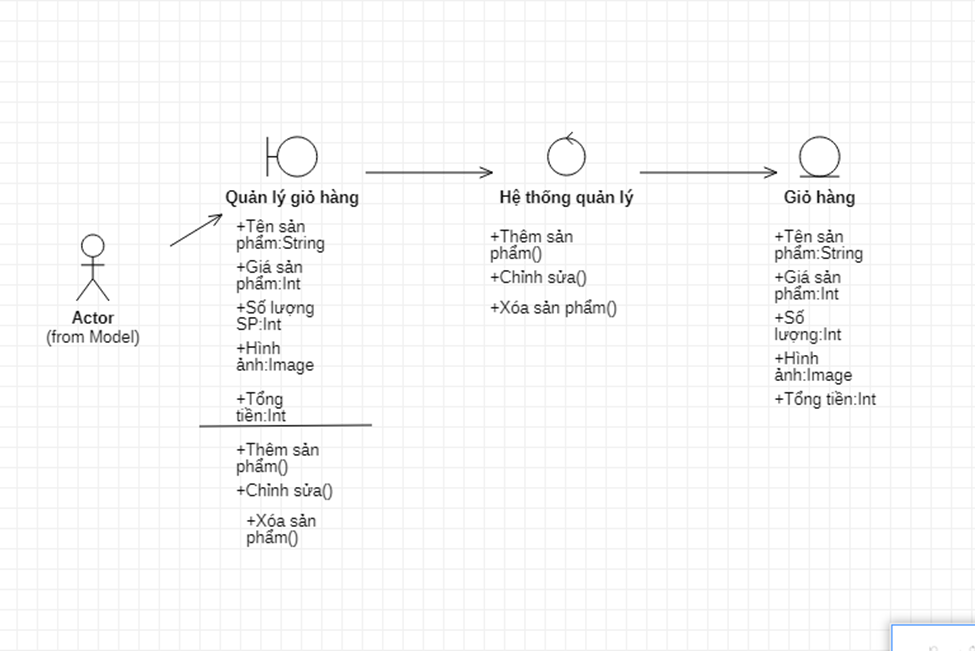 Quản lý giỏ hàng
+Tên sản
phẩm:String
+Giá sản
phẩm:Int
+Số lượng
SP:Int
+Hình
ảnh:Image
+Tổng
tiền:Int
+Thêm sản
phẩm()
+Chỉnh sửa()
+Xóa sản
phẩm()
Actor
(from Model)
Hệ thống quản lý
+Thêm sản
phẩm()
+Chỉnh sửa()
+Xóa sản phẩm()
Giỏ hàng
+Tên sản
phẩm:String
+Giá sản
phẩm:Int
+Số
lượng:Int
+Hình
ảnh:Image
+Tổng tiền:Int